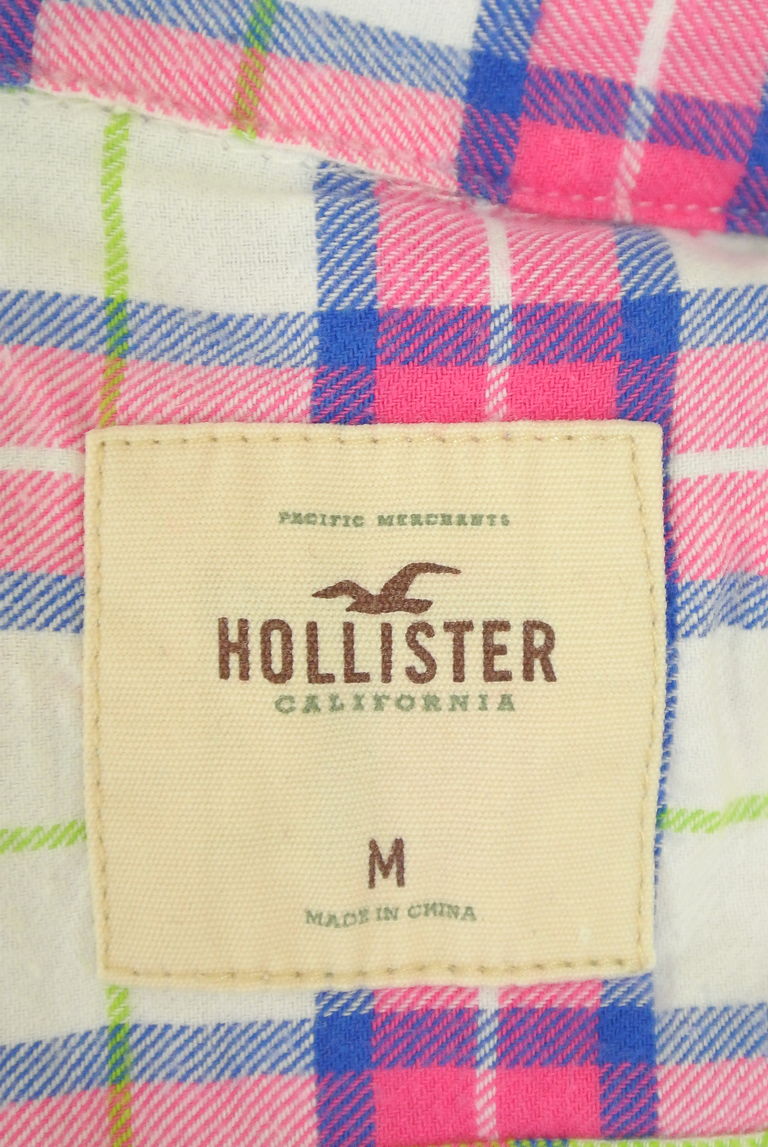 PACIFIC MERCHANTS
HOLLISTER
CALIFORNIA
M
MADE IN CHINA